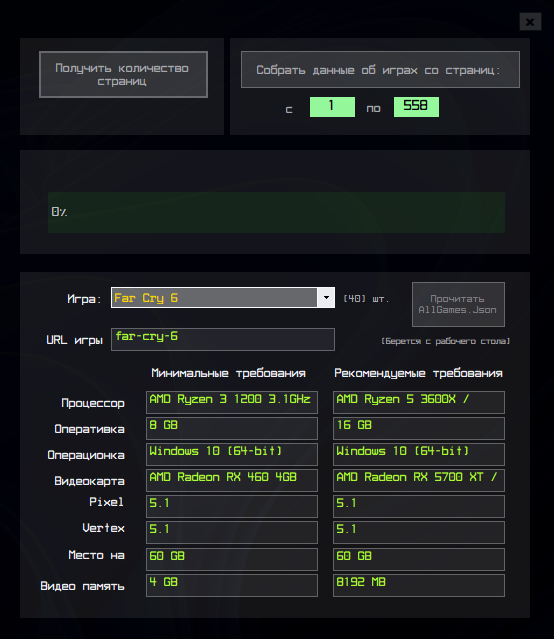 Получить количество
страниц
Собрать данные об играх со страниц:
с 1 по 558
0%
Игра: Far Cry 6 (40) шт. Прочитать
AllGames.Json
URL игры far-cry-6 (Берется с рабочего стола)
Минимальные требования Рекомендуемые требования
Процессор AMD Ryzen 3 1200 3.1GHz AMD Ryzen 5 3600X /
Оперативка 8 GB 16 GB
Операционка Windows 10 (64-bit) Windows 10 (64-bit)
Видеокарта AMD Radeon RX 460 4GB AMD Radeon RX 5700 XT /
Pixel 5.1 5.1
Vertex 5.1 5.1
Место на 60 GB 60 GB
Видео память 4 GB 8192 MB